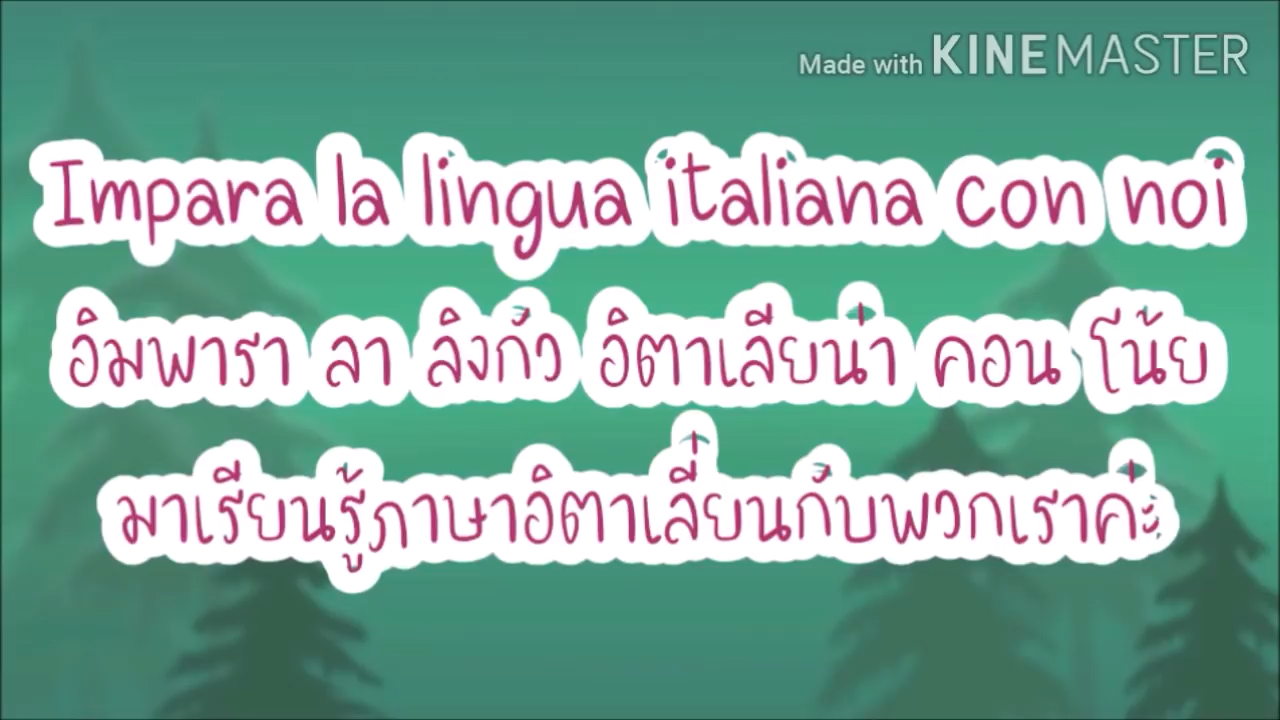 Made with KINEMASTER
Impara la lingua italiana con noi
อิมพารา ลา ลิงกัว อิตาเลียน่า คอน โน้ย
มาเรียนรู้ภาษาอิตาเลี่ยนกับพวกเราค่ะ